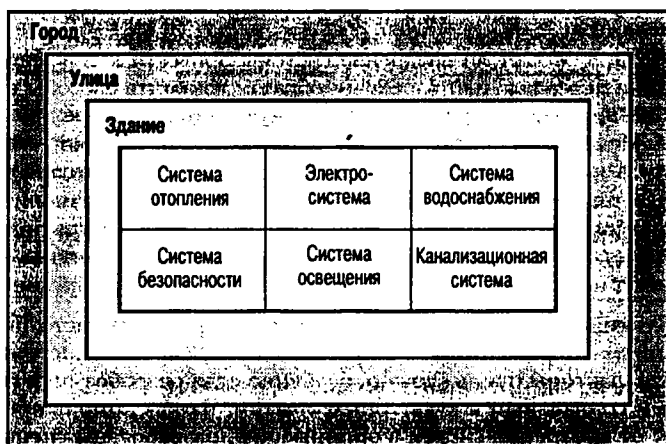 Город
Улица
Здание
Система
отопления
Электро-
система
Система
водоснабжения
Система
безопасности
Система
освещения
Канализационная
система